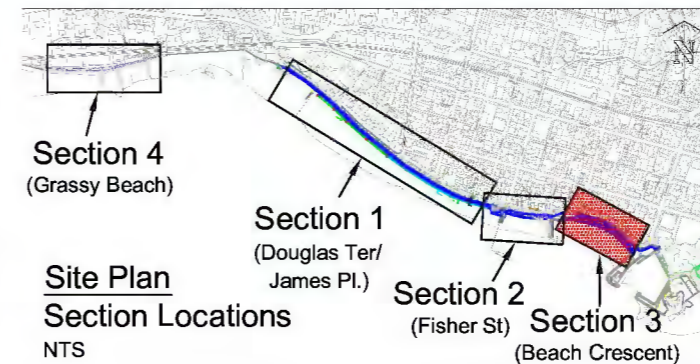 N
Section 4
(Grassy Beach)
Section 1
(Douglas Ter/
James Pl.)
Section 2
(Fisher St)
Section 3
(Beach Crescent)
Site Plan
Section Locations
NTS